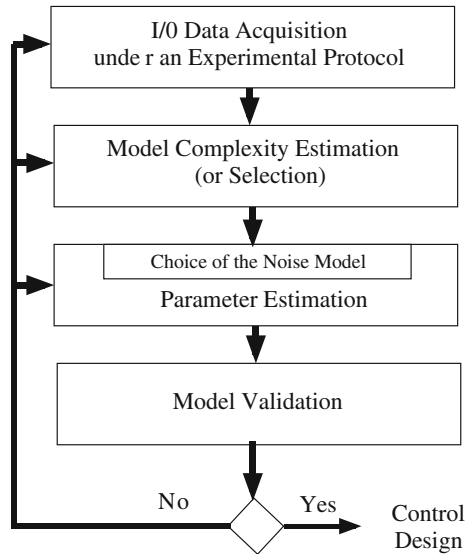 I/0 Data Acquisition
unde r an Experimental Protocol
Model Complexity Estimation
(or Selection)
Choice of the Noise Model
Parameter Estimation
Model Validation
No
Yes
Control
Design